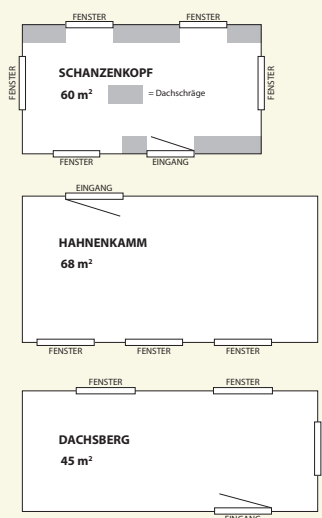 FENSTER FENSTER
FENSTER
SCHANZENKOPF
60 m²
= Dachschräge
FENSTER
FENSTER
EINGANG
EINGANG
HAHNENKAMM
68 m²
FENSTER FENSTER FENSTER
FENSTER FENSTER
DACHSBERG
45 m²
EINGANG